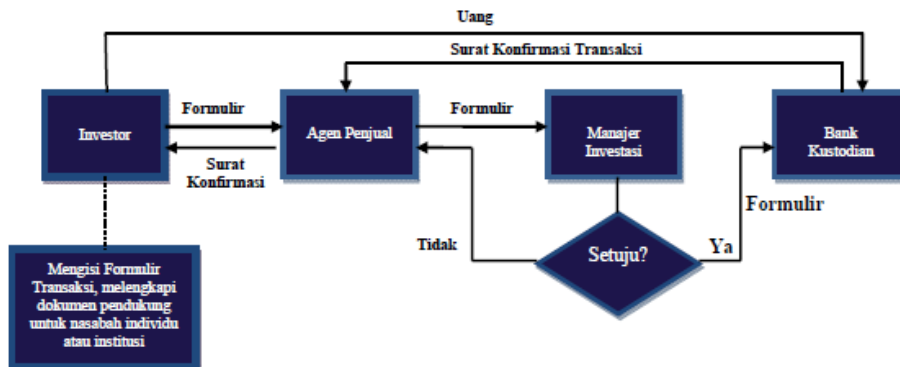 Uang
Surat Konfirmasi Transaksi
Formulir
Formulir
Investor
Agen Penjual
Manajer
Investasi
Bank
Kustodian
Surat
Konfirmasi
Formulir
Tidak
Setuju?
Ya
Mengisi Formulir
Transaksi, melengkapi
dokumen pendukung
untuk nasabah individu
atau institusi